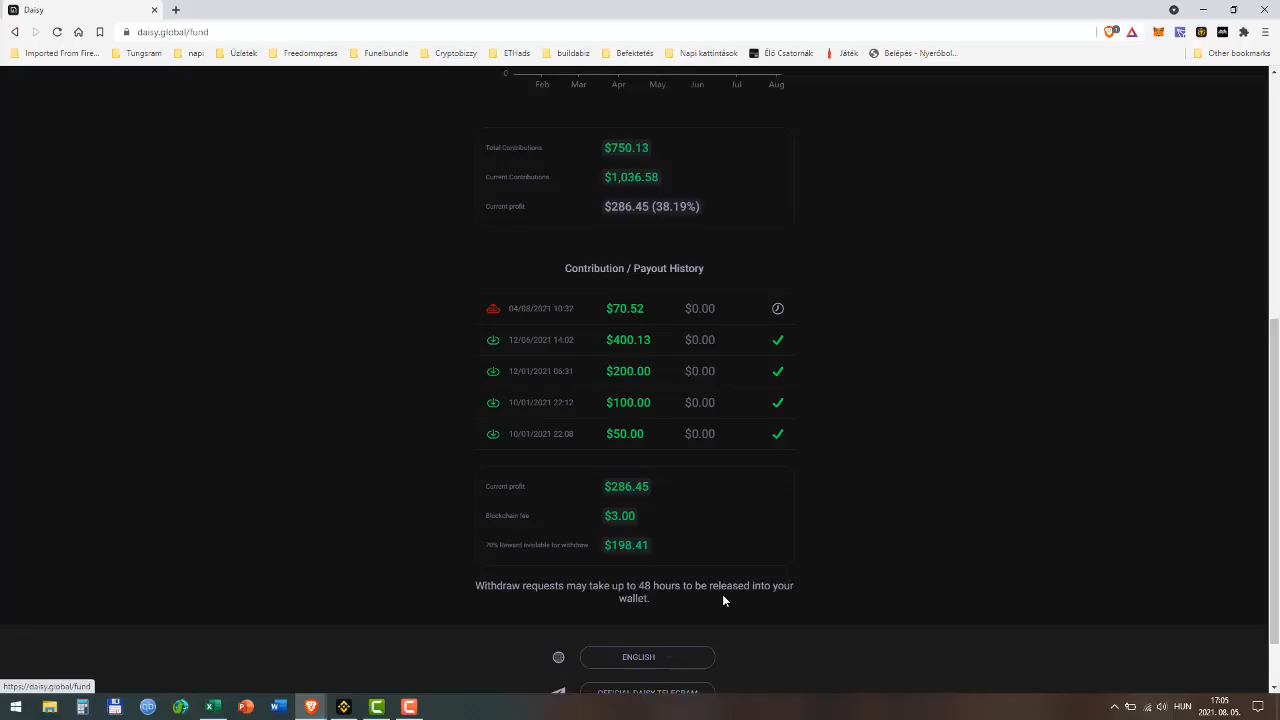 Daisy
daisy.global/fund
Imported From Fire...
Tungsram
napi
Üzletek
Freedomxpress
Funelbundle
Cryptobizy
ETHads
buildabiz
Befektetés
Napi kattintások
Élő Csatornák
Játék
Belépés - Nyerőbol...
Other bookmarks
0
Feb Mar Apr May Jun Jul Aug
Total Contributions $750.13
Current Contributions $1,036.58
Current profit $286.45 (38.19%)
Contribution / Payout History
04/08/2021 10:32 $70.52 $0.00
12/06/2021 14:02 $400.13 $0.00
12/01/2021 06:31 $200.00 $0.00
10/01/2021 22:12 $100.00 $0.00
10/01/2021 22:08 $50.00 $0.00
Current profit $286.45
Blockchain fee $3.00
70% Reward available for withdraw $198.41
Withdraw requests may take up to 48 hours to be released into your
wallet.
ENGLISH
OFFICIAL DAISY TELEGRAM
https://daisy.global/fund
HUN
17:05
2021. 08. 05.